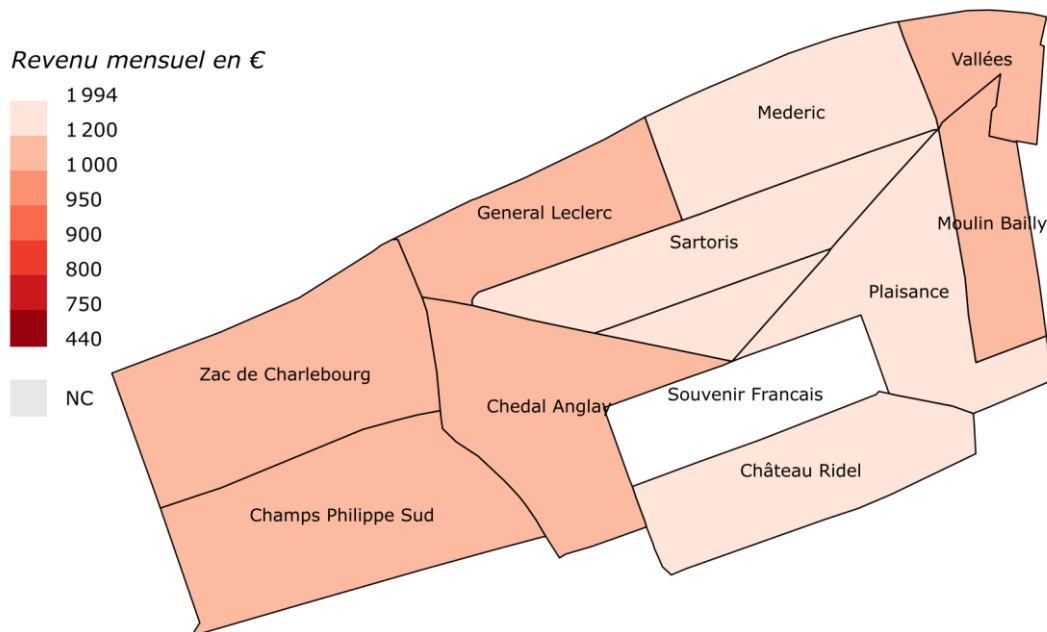 Revenu mensuel en €
1 994
1 200
1 000
950
900
800
750
440
NC
Vallées
Mederic
General Leclerc
Moulin Bailly
Sartoris
Plaisance
Zac de Charlebourg
Souvenir Francais
Chedal Anglay
Château Ridel
Champs Philippe Sud